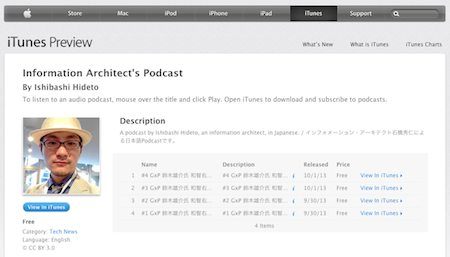 Store Mac iPod iPhone iPad iTunes Support
iTunes Preview
What's New What is iTunes iTunes Charts
Information Architect's Podcast
By Ishibashi Hideto
To listen to an audio podcast, mouse over the title and click Play. Open iTunes to download and subscribe to podcasts.
Description
A podcast by Ishibashi Hideto, an information architect, in Japanese. / インフォメーション・アーキテクト石橋秀仁による日本語Podcastです。
Name Description Released Price
1 #4 GxP 鈴木雄介氏 和智右... #4 GxP 鈴木雄介氏 和智... 10/1/13 Free View In iTunes
2 #3 GxP 鈴木雄介氏 和智右... #3 GxP 鈴木雄介氏 和智... 10/1/13 Free View In iTunes
3 #2 GxP 鈴木雄介氏 和智右... #2 GxP 鈴木雄介氏 和智... 9/30/13 Free View In iTunes
4 #1 GxP 鈴木雄介氏 和智右... #1 GxP 鈴木雄介氏 和智... 9/30/13 Free View In iTunes
4 Items
View In iTunes
Free
Category: Tech News
Language: English
© CC BY 3.0